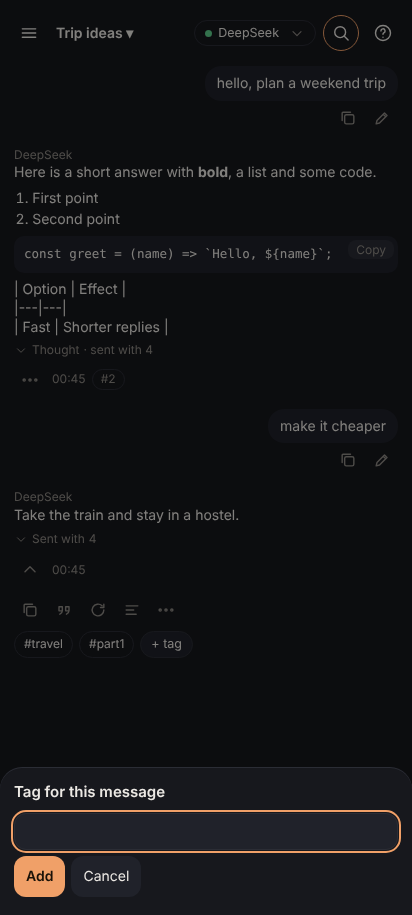 Trip ideas ▾
DeepSeek
hello, plan a weekend trip
DeepSeek
Here is a short answer with bold, a list and some code.
1. First point
2. Second point
const greet = (name) => `Hello, ${name}`;
Copy
| Option | Effect |
|---|---|
| Fast | Shorter replies |
Thought · sent with 4
00:45 #2
make it cheaper
DeepSeek
Take the train and stay in a hostel.
Sent with 4
00:45
#travel #part1 + tag
Tag for this message
Add Cancel